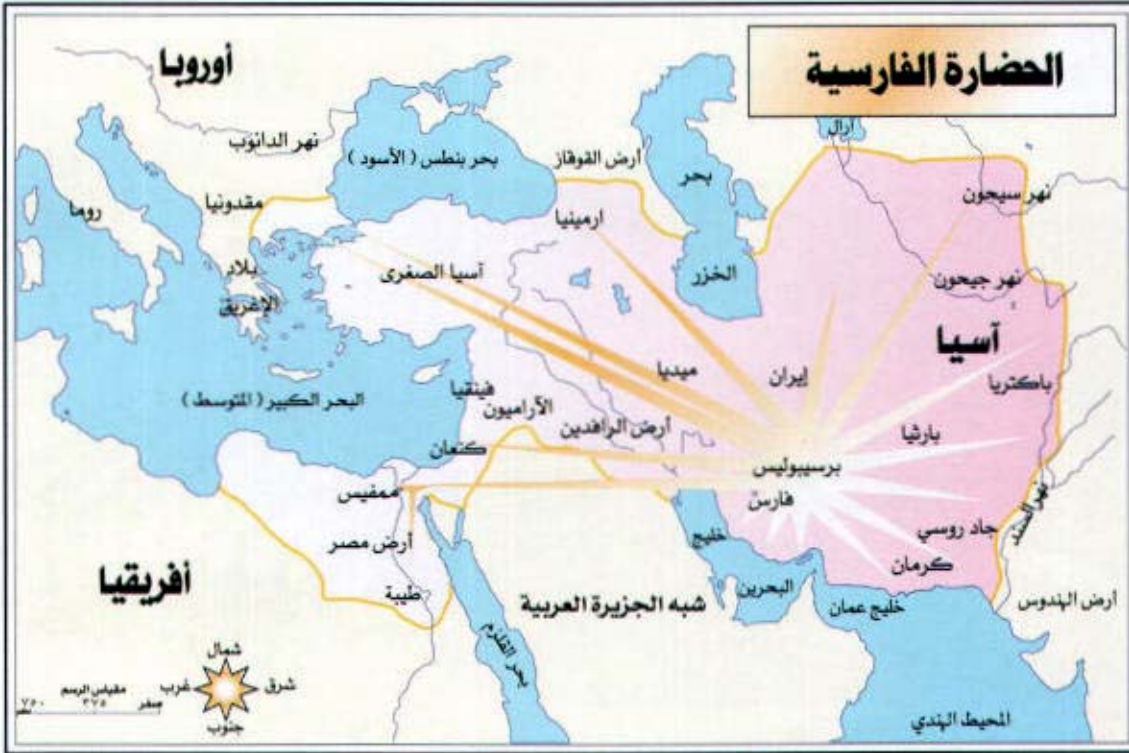 الحضارة الفارسية
أوروبا
آرال
نهر الدانوب
أرض القوقاز
بحر بنطس (الأسود)
بحر
نهر سيجون
مقدونيا
روما
ارمينيا
بلاد
الإغريق
آسيا الصغرى
الخزر
نهر جيحون
آسيا
ميديا
إيران
باكثريا
فينقيا
البحر الكبير (المتوسط)
الآراميون
أرض الرافدين
بارثيا
كنعان
برسيبوليس
ممفيس
فارس
نهر السند
جاد روسي
أرض مصر
خليج
كرمان
أفريقيا
طيبة
البحرين
شبه الجزيرة العربية
خليج عمان
أرض الهندوس
بحر القلزم
شمال
شرق
غرب
جنوب
مقياس الرسم
صفر ٣٧٥ ٧٥٠
المحيط الهندي